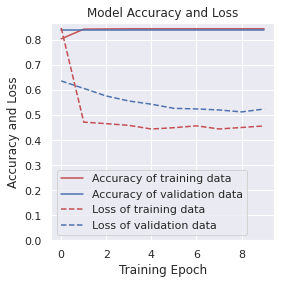 Model Accuracy and Loss
Accuracy and Loss
0.8
0.7
0.6
0.5
0.4
0.3
0.2
0.1
0.0
Accuracy of training data
Accuracy of validation data
Loss of training data
Loss of validation data
0 2 4 6 8
Training Epoch